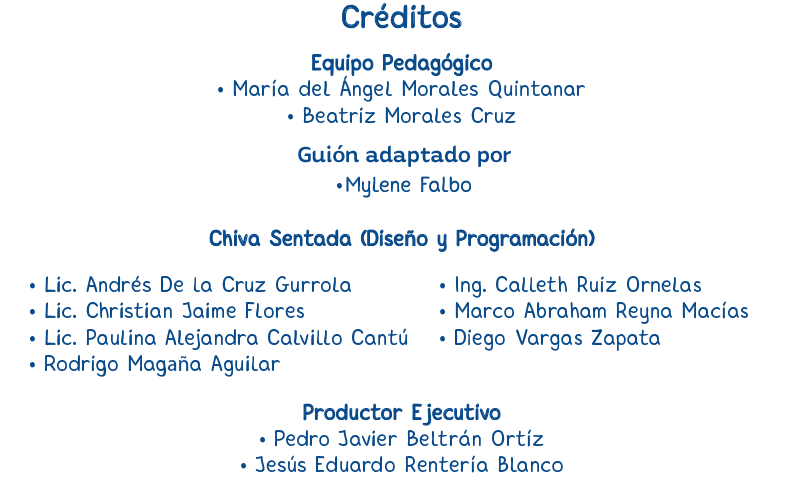 Créditos
Equipo Pedagógico
• María del Ángel Morales Quintanar
• Beatriz Morales Cruz
Guión adaptado por
•Mylene Falbo
Chiva Sentada (Diseño y Programación)
• Lic. Andrés De la Cruz Gurrola
• Lic. Christian Jaime Flores
• Lic. Paulina Alejandra Calvillo Cantú
• Rodrigo Magaña Aguilar
• Ing. Calleth Ruiz Ornelas
• Marco Abraham Reyna Macías
• Diego Vargas Zapata
Productor Ejecutivo
• Pedro Javier Beltrán Ortíz
• Jesús Eduardo Rentería Blanco